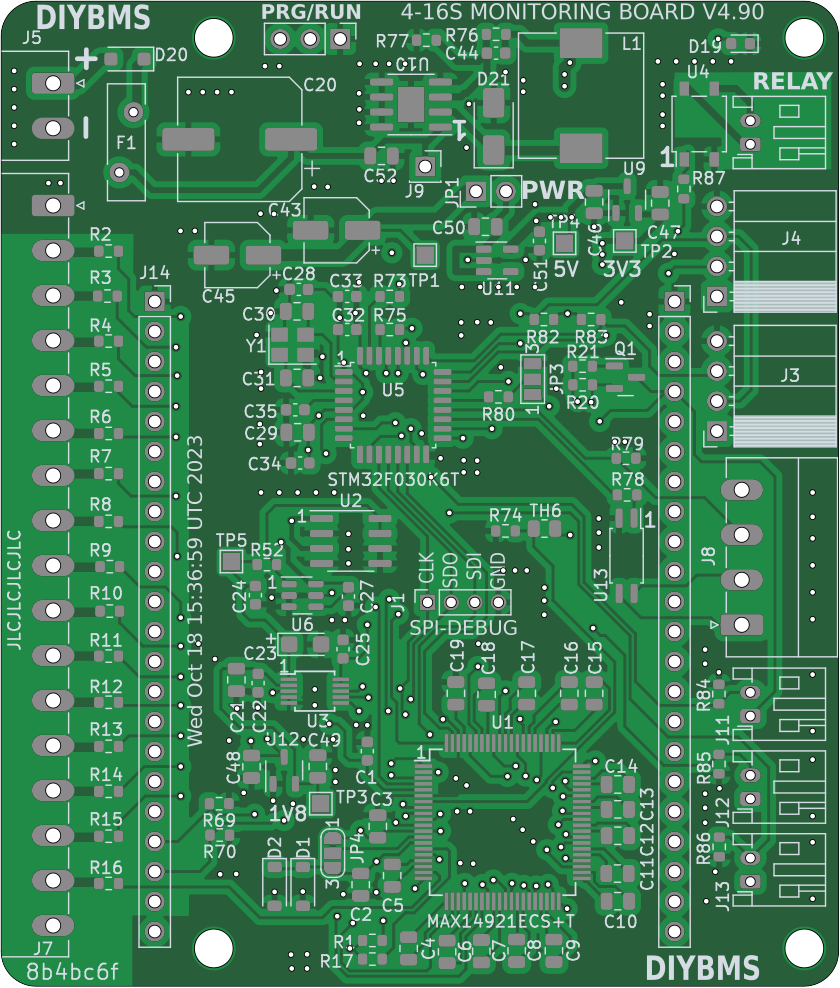 DIYBMS
PRG/RUN
4-16S MONITORING BOARD V4.90
J5
+
D20
R77
R76
C44
U10
D21
L1
D19
U4
RELAY
–
F1
C20
+
1
C52
J9
JP1
PWR
U9
1
R87
C43
+
C50
C51
TP4
5V
C46
C47
TP2
3V3
J4
R2
J14
C45
+
TP1
U11
R3
C28
C33
R73
C30
C32
R75
R82
R83
R4
Y1
1
U5
3
JP3
1
R21
Q1
R20
J3
R5
C31
R80
R6
C35
C29
R79
R7
C34
STM32F030K6T
R78
R8
1
U2
R74
TH6
1
U13
J8
TP5
R52
R9
C24
1
U6
C27
J1
CLK
SDO
SDI
GND
SPI-DEBUG
R10
JLCJLCJLCJLC
Wed Oct 18 15:36:59 UTC 2023
R11
+
C23
C25
C19
C18
C17
C16
C15
R12
C21
C22
1
U3
U1
R84
J11
R13
U12
C48
C49
C1
1
C14
R14
R69
1V8
TP3
C3
C13
R85
J12
R15
R70
1
JP4
3
C12
R86
R16
D2
D1
C2
C5
C11
J13
C10
MAX14921ECS+T
J7
R1
R17
C4
C6
C7
C8
C9
8b4bc6f
DIYBMS